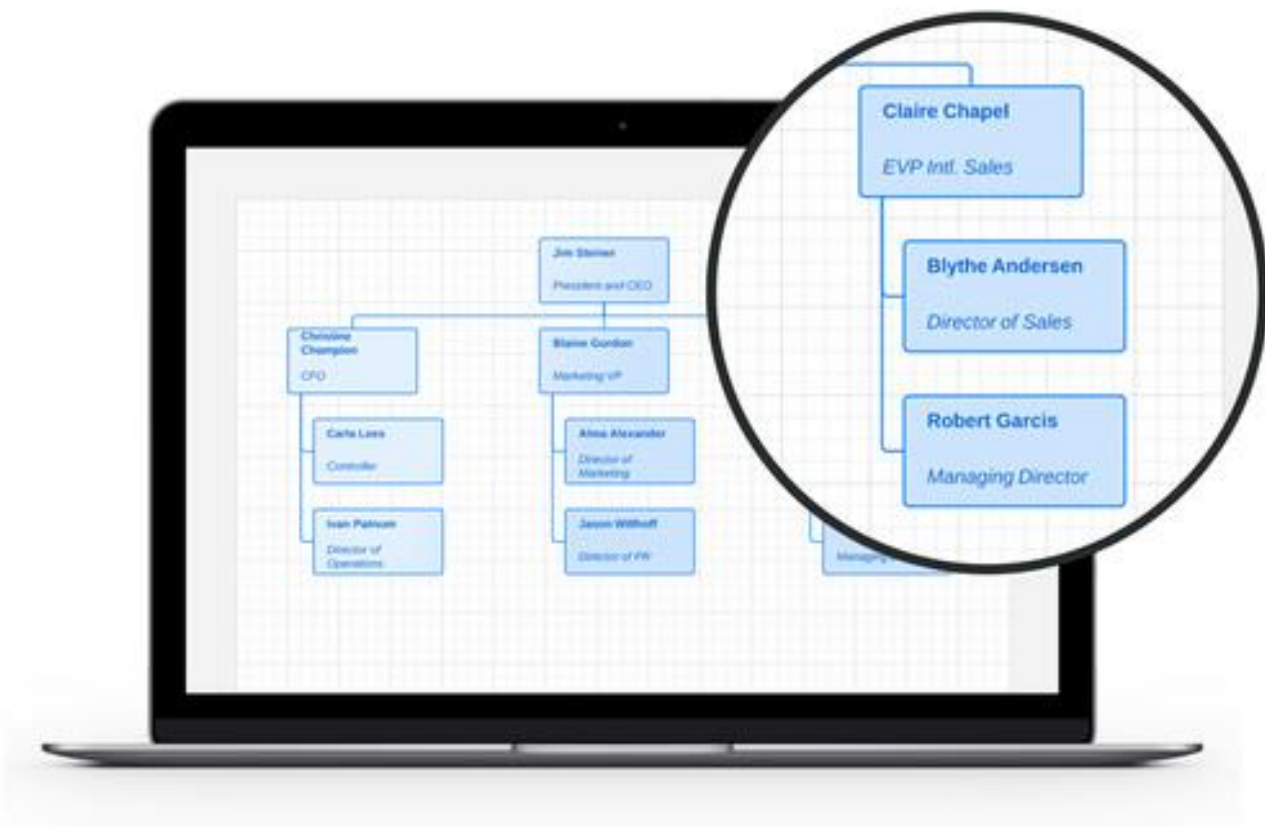 Jim Steiner
President and CEO
Christine
Champion
CFO
Blaine Gordon
Marketing VP
Carla Lees
Controller
Alma Alexander
Director of
Marketing
Ivan
Director of
Operations
Jason Willhoff
Director of PR
Managing
Claire Chapel
EVP Intl. Sales
Blythe Andersen
Director of Sales
Robert Garcis
Managing Director